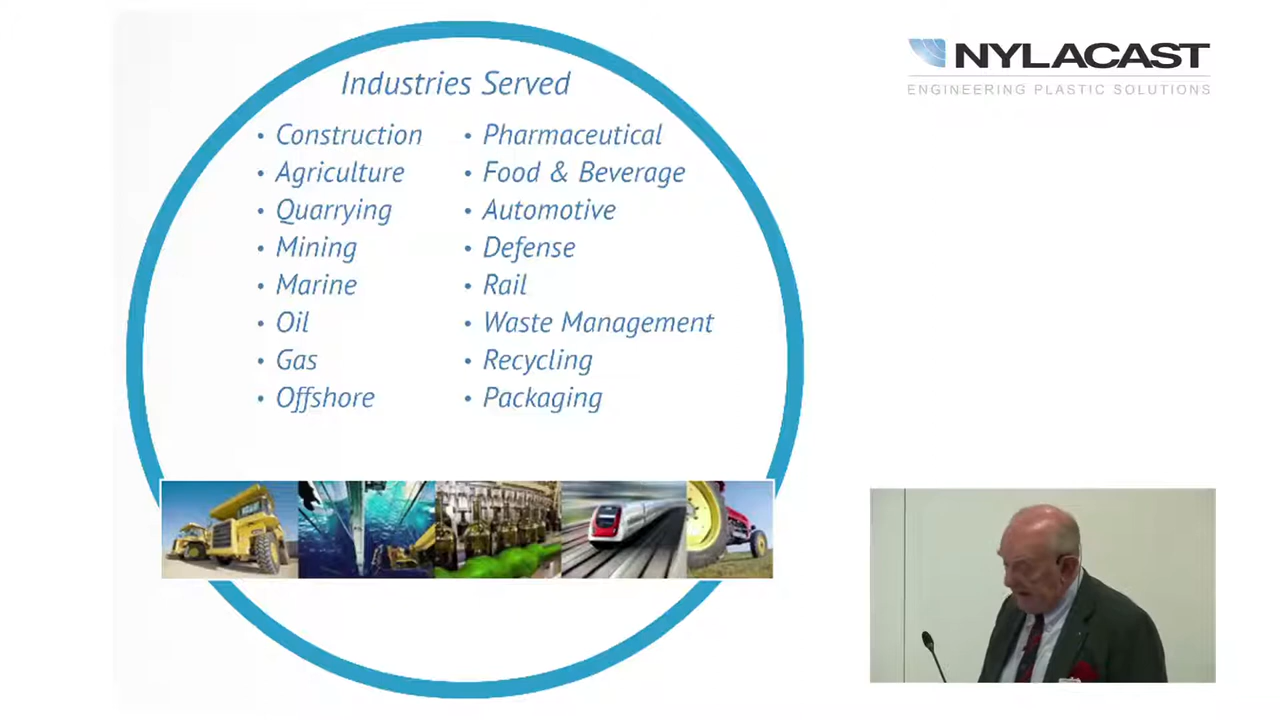 Industries Served
• Construction
• Agriculture
• Quarrying
• Mining
• Marine
• Oil
• Gas
• Offshore
• Pharmaceutical
• Food & Beverage
• Automotive
• Defense
• Rail
• Waste Management
• Recycling
• Packaging
NYLACAST
ENGINEERING PLASTIC SOLUTIONS